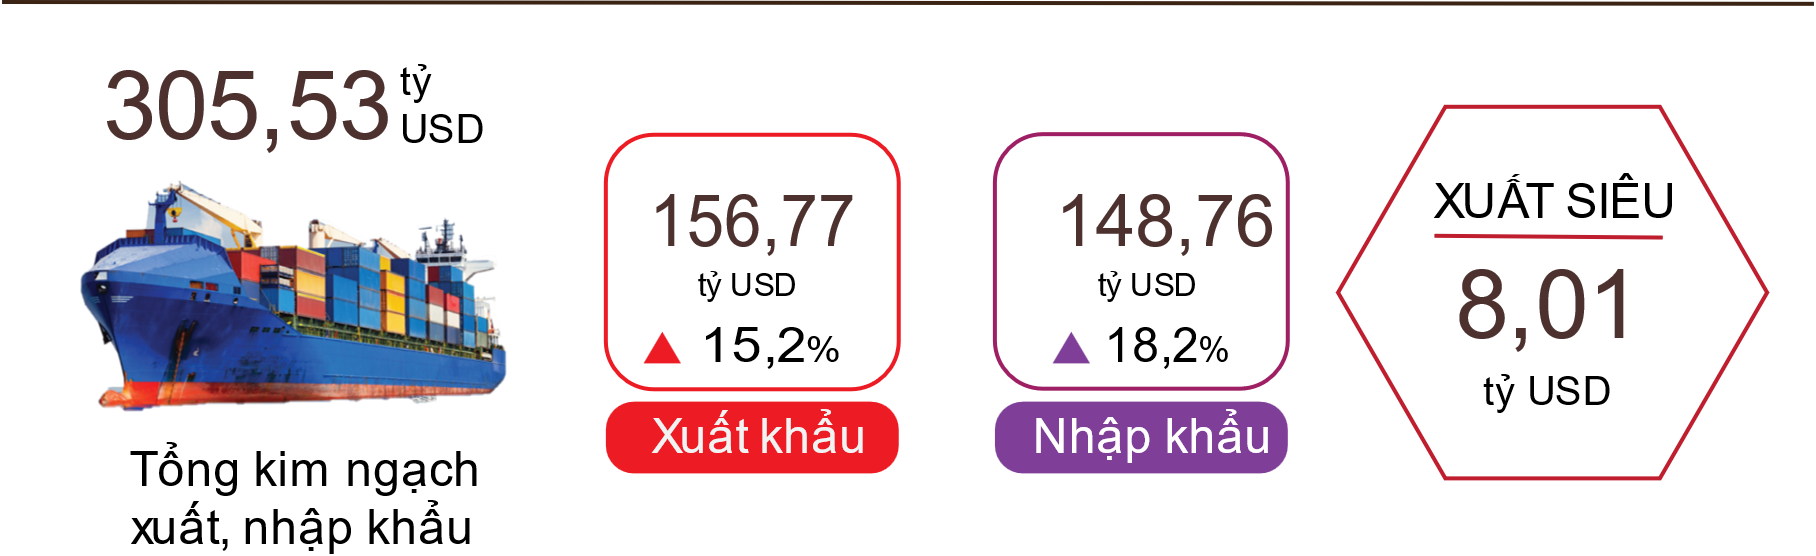 305,53 tỷ
USD
Tổng kim ngạch
xuất, nhập khẩu
156,77
tỷ USD
15,2%
Xuất khẩu
148,76
tỷ USD
18,2%
Nhập khẩu
XUẤT SIÊU
8,01
tỷ USD